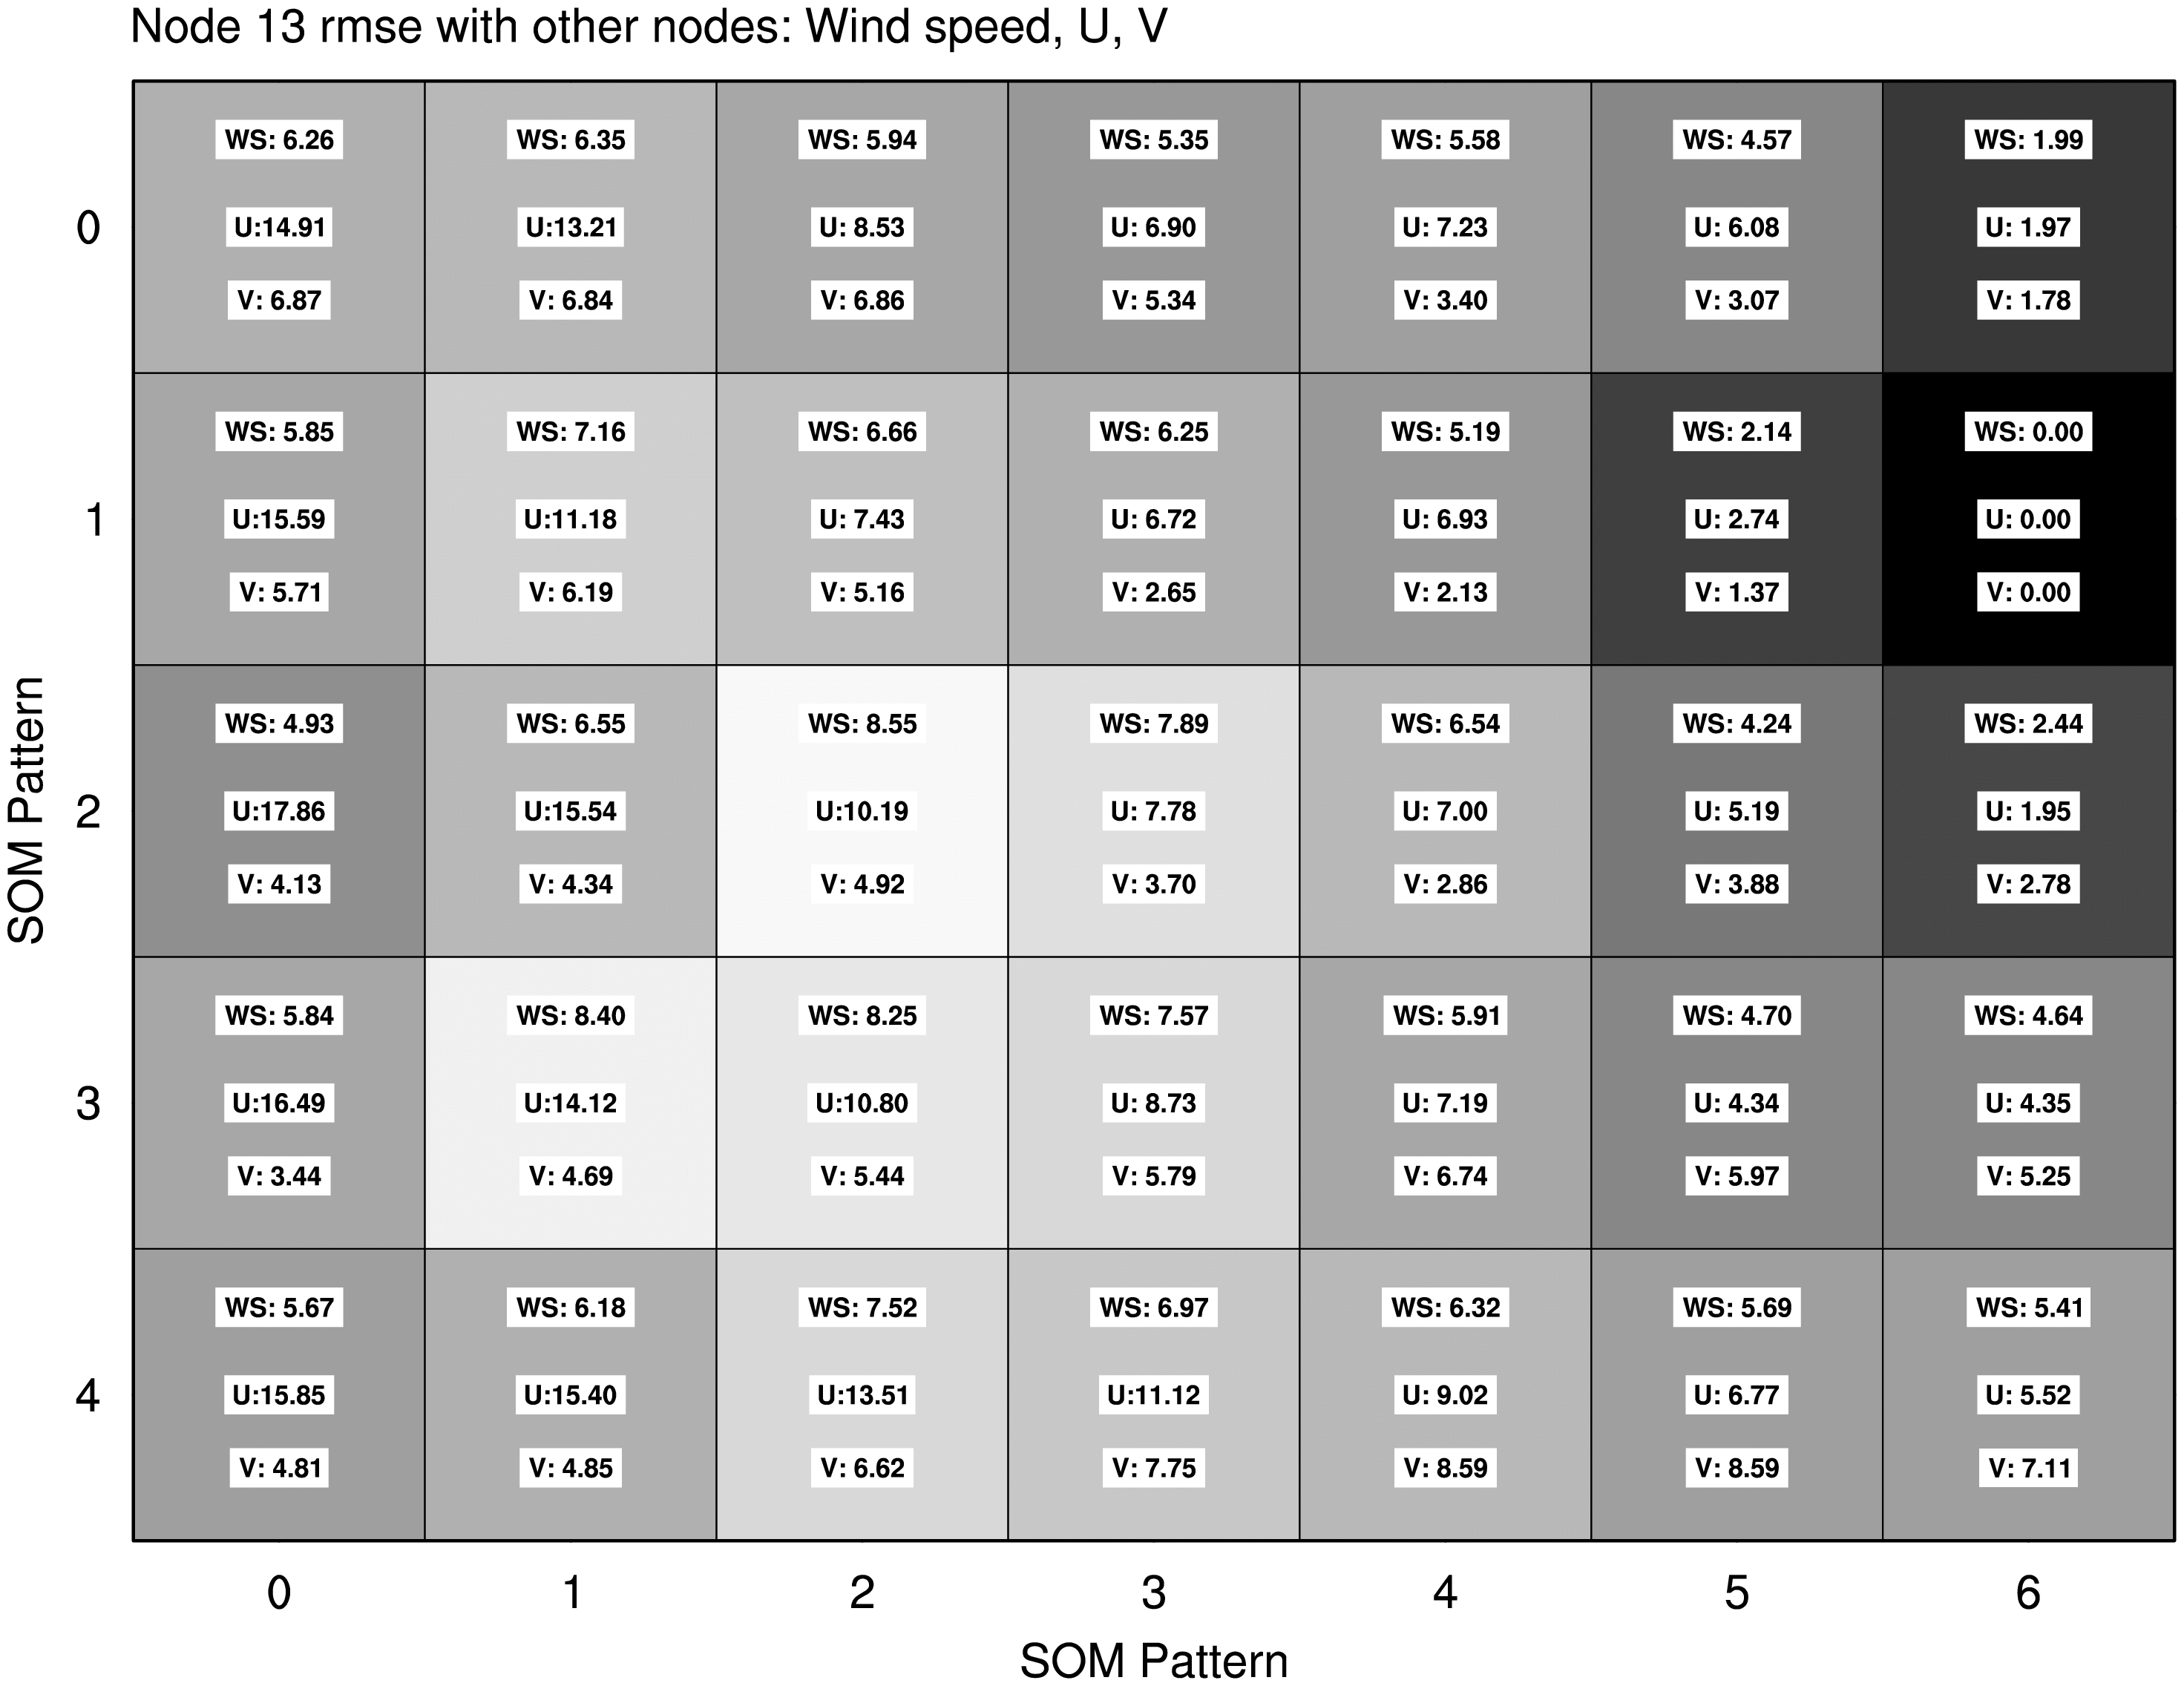 Node 13 rmse with other nodes: Wind speed, U, V
WS: 6.26 WS: 6.35 WS: 5.94 WS: 5.35 WS: 5.58 WS: 4.57 WS: 1.99
0 U:14.91 U:13.21 U: 8.53 U: 6.90 U: 7.23 U: 6.08 U: 1.97
V: 6.87 V: 6.84 V: 6.86 V: 5.34 V: 3.40 V: 3.07 V: 1.78
WS: 5.85 WS: 7.16 WS: 6.66 WS: 6.25 WS: 5.19 WS: 2.14 WS: 0.00
1 U:15.59 U:11.18 U: 7.43 U: 6.72 U: 6.93 U: 2.74 U: 0.00
V: 5.71 V: 6.19 V: 5.16 V: 2.65 V: 2.13 V: 1.37 V: 0.00
WS: 4.93 WS: 6.55 WS: 8.55 WS: 7.89 WS: 6.54 WS: 4.24 WS: 2.44
2 U:17.86 U:15.54 U:10.19 U: 7.78 U: 7.00 U: 5.19 U: 1.95
V: 4.13 V: 4.34 V: 4.92 V: 3.70 V: 2.86 V: 3.88 V: 2.78
WS: 5.84 WS: 8.40 WS: 8.25 WS: 7.57 WS: 5.91 WS: 4.70 WS: 4.64
3 U:16.49 U:14.12 U:10.80 U: 8.73 U: 7.19 U: 4.34 U: 4.35
V: 3.44 V: 4.69 V: 5.44 V: 5.79 V: 6.74 V: 5.97 V: 5.25
WS: 5.67 WS: 6.18 WS: 7.52 WS: 6.97 WS: 6.32 WS: 5.69 WS: 5.41
4 U:15.85 U:15.40 U:13.51 U:11.12 U: 9.02 U: 6.77 U: 5.52
V: 4.81 V: 4.85 V: 6.62 V: 7.75 V: 8.59 V: 8.59 V: 7.11
SOM Pattern
0 1 2 3 4 5 6
SOM Pattern